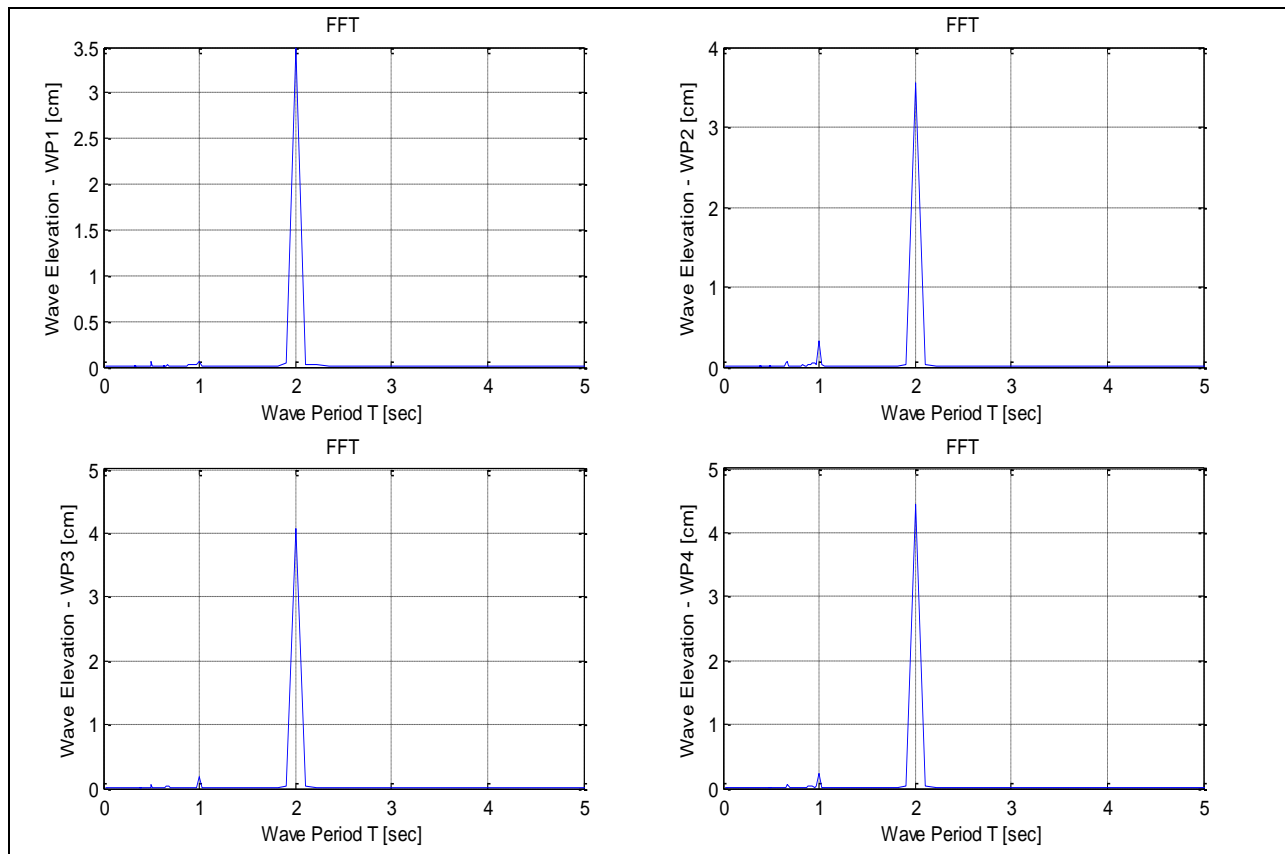 FFT
3.5
3
2.5
2
1.5
1
0.5
0
Wave Elevation - WP1 [cm]
0 1 2 3 4 5
Wave Period T [sec]
FFT
4
3
2
1
0
Wave Elevation - WP2 [cm]
0 1 2 3 4 5
Wave Period T [sec]
FFT
5
4
3
2
1
0
Wave Elevation - WP3 [cm]
0 1 2 3 4 5
Wave Period T [sec]
FFT
5
4
3
2
1
0
Wave Elevation - WP4 [cm]
0 1 2 3 4 5
Wave Period T [sec]